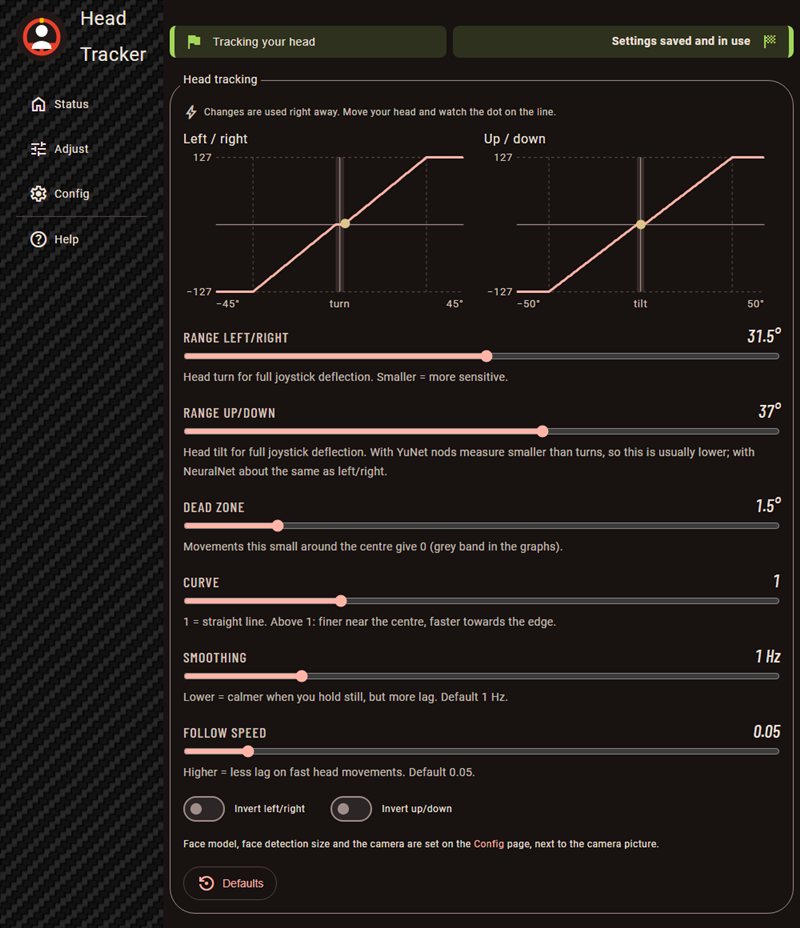 Head
Tracker
Status
Adjust
Config
Help
Tracking your head
Settings saved and in use
Head tracking
Changes are used right away. Move your head and watch the dot on the line.
Left / right
127
−127
−45°
turn
45°
Up / down
127
−127
−50°
tilt
50°
RANGE LEFT/RIGHT
31.5°
Head turn for full joystick deflection. Smaller = more sensitive.
RANGE UP/DOWN
37°
Head tilt for full joystick deflection. With YuNet nods measure smaller than turns, so this is usually lower; with
NeuralNet about the same as left/right.
DEAD ZONE
1.5°
Movements this small around the centre give 0 (grey band in the graphs).
CURVE
1
1 = straight line. Above 1: finer near the centre, faster towards the edge.
SMOOTHING
1 Hz
Lower = calmer when you hold still, but more lag. Default 1 Hz.
FOLLOW SPEED
0.05
Higher = less lag on fast head movements. Default 0.05.
Invert left/right
Invert up/down
Face model, face detection size and the camera are set on the Config page, next to the camera picture.
Defaults